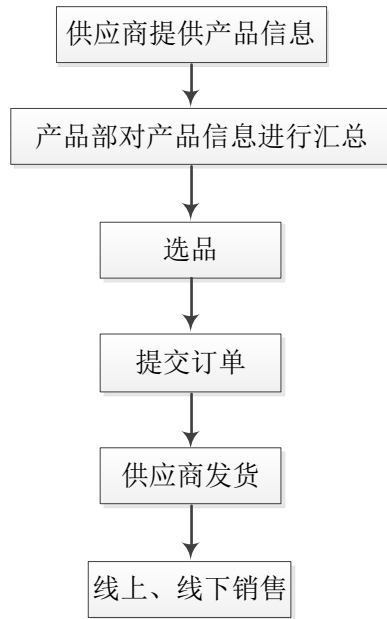 供应商提供产品信息
产品部对产品信息进行汇总
选品
提交订单
供应商发货
线上、线下销售